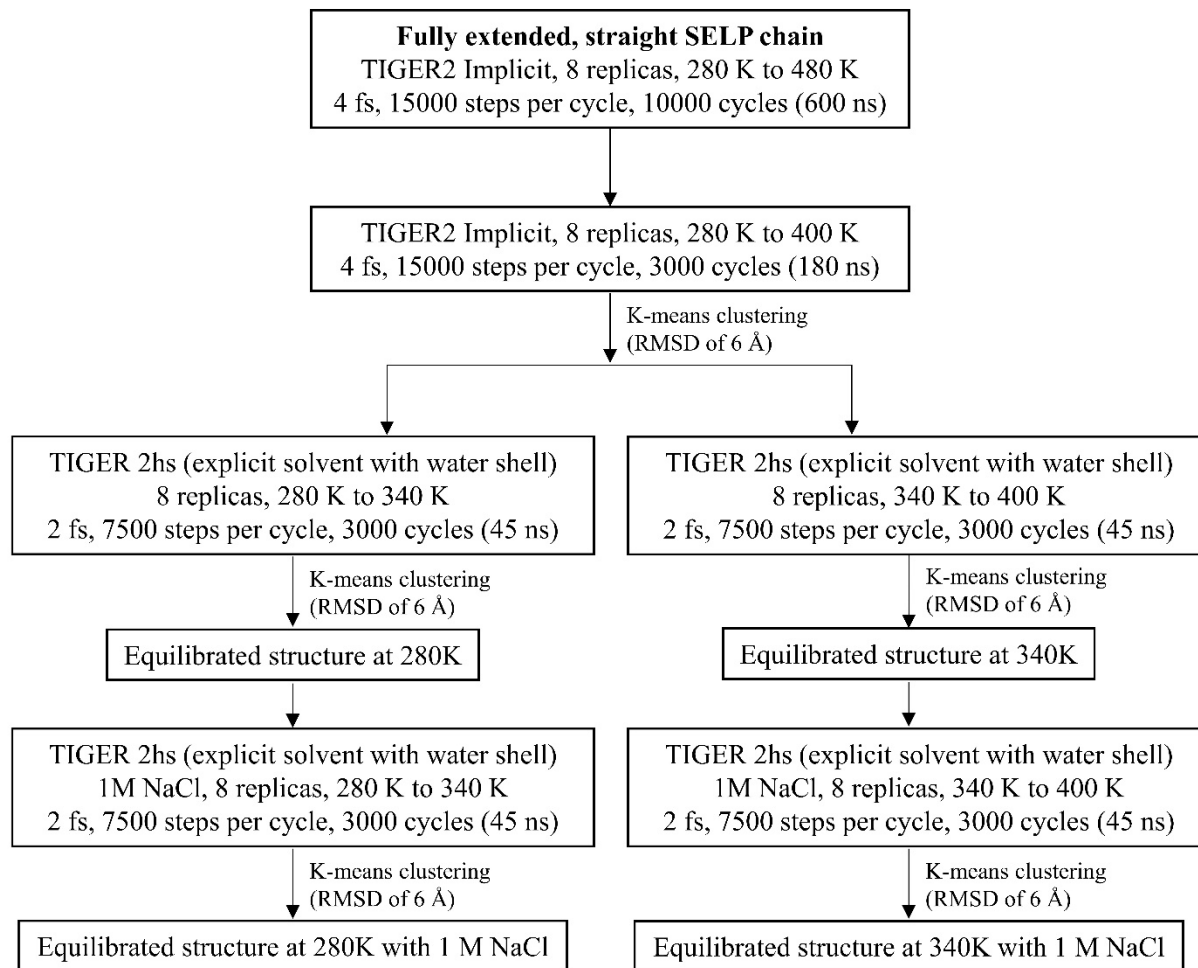 Fully extended, straight SELP chain
TIGER2 Implicit, 8 replicas, 280 K to 480 K
4 fs, 15000 steps per cycle, 10000 cycles (600 ns)
TIGER2 Implicit, 8 replicas, 280 K to 400 K
4 fs, 15000 steps per cycle, 3000 cycles (180 ns)
K-means clustering
(RMSD of 6 Å)
TIGER 2hs (explicit solvent with water shell)
8 replicas, 280 K to 340 K
2 fs, 7500 steps per cycle, 3000 cycles (45 ns)
TIGER 2hs (explicit solvent with water shell)
8 replicas, 340 K to 400 K
2 fs, 7500 steps per cycle, 3000 cycles (45 ns)
K-means clustering
(RMSD of 6 Å)
K-means clustering
(RMSD of 6 Å)
Equilibrated structure at 280K
Equilibrated structure at 340K
TIGER 2hs (explicit solvent with water shell)
1M NaCl, 8 replicas, 280 K to 340 K
2 fs, 7500 steps per cycle, 3000 cycles (45 ns)
TIGER 2hs (explicit solvent with water shell)
1M NaCl, 8 replicas, 340 K to 400 K
2 fs, 7500 steps per cycle, 3000 cycles (45 ns)
K-means clustering
(RMSD of 6 Å)
K-means clustering
(RMSD of 6 Å)
Equilibrated structure at 280K with 1 M NaCl
Equilibrated structure at 340K with 1 M NaCl